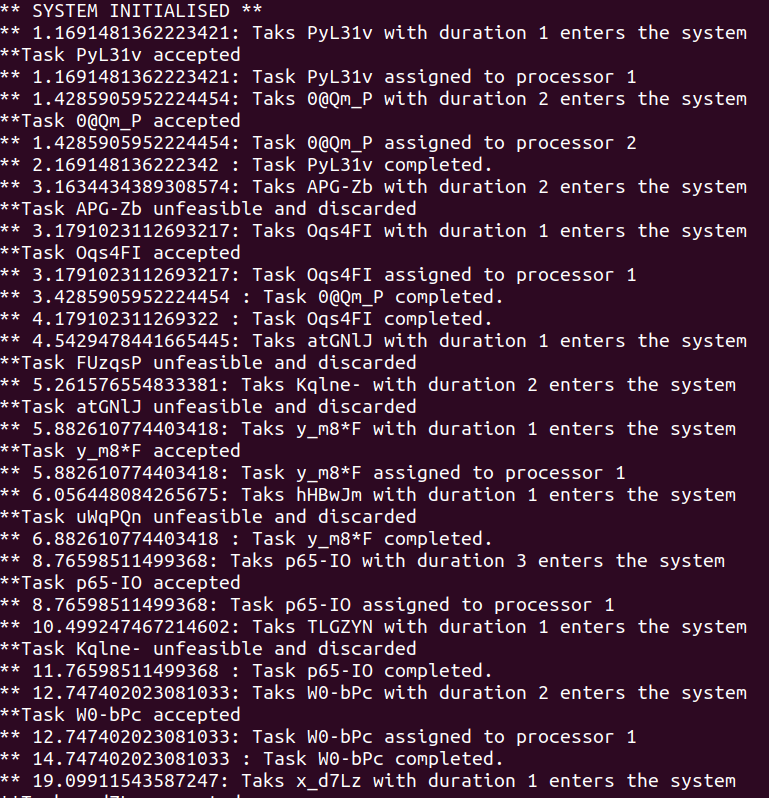 ** SYSTEM INITIALISED **
** 1.1691481362223421: Taks PyL31v with duration 1 enters the system
**Task PyL31v accepted
** 1.1691481362223421: Task PyL31v assigned to processor 1
** 1.4285905952224454: Taks 0@Qm_P with duration 2 enters the system
**Task 0@Qm_P accepted
** 1.4285905952224454: Task 0@Qm_P assigned to processor 2
** 2.169148136222342 : Task PyL31v completed.
** 3.1634434389308574: Taks APG-Zb with duration 2 enters the system
**Task APG-Zb unfeasible and discarded
** 3.1791023112693217: Taks Oqs4FI with duration 1 enters the system
**Task Oqs4FI accepted
** 3.1791023112693217: Task Oqs4FI assigned to processor 1
** 3.4285905952224454 : Task 0@Qm_P completed.
** 4.179102311269322 : Task Oqs4FI completed.
** 4.5429478441665445: Taks atGNlJ with duration 1 enters the system
**Task FUzqsP unfeasible and discarded
** 5.261576554833381: Taks Kqlne- with duration 2 enters the system
**Task atGNlJ unfeasible and discarded
** 5.882610774403418: Taks y_m8*F with duration 1 enters the system
**Task y_m8*F accepted
** 5.882610774403418: Task y_m8*F assigned to processor 1
** 6.056448084265675: Taks hHBwJm with duration 1 enters the system
**Task uWqPQn unfeasible and discarded
** 6.882610774403418 : Task y_m8*F completed.
** 8.76598511499368: Taks p65-IO with duration 3 enters the system
**Task p65-IO accepted
** 8.76598511499368: Task p65-IO assigned to processor 1
** 10.499247467214602: Taks TLGZYN with duration 1 enters the system
**Task Kqlne- unfeasible and discarded
** 11.76598511499368 : Task p65-IO completed.
** 12.747402023081033: Taks W0-bPc with duration 2 enters the system
**Task W0-bPc accepted
** 12.747402023081033: Task W0-bPc assigned to processor 1
** 14.747402023081033 : Task W0-bPc completed.
** 19.09911543587247: Taks x_d7Lz with duration 1 enters the system